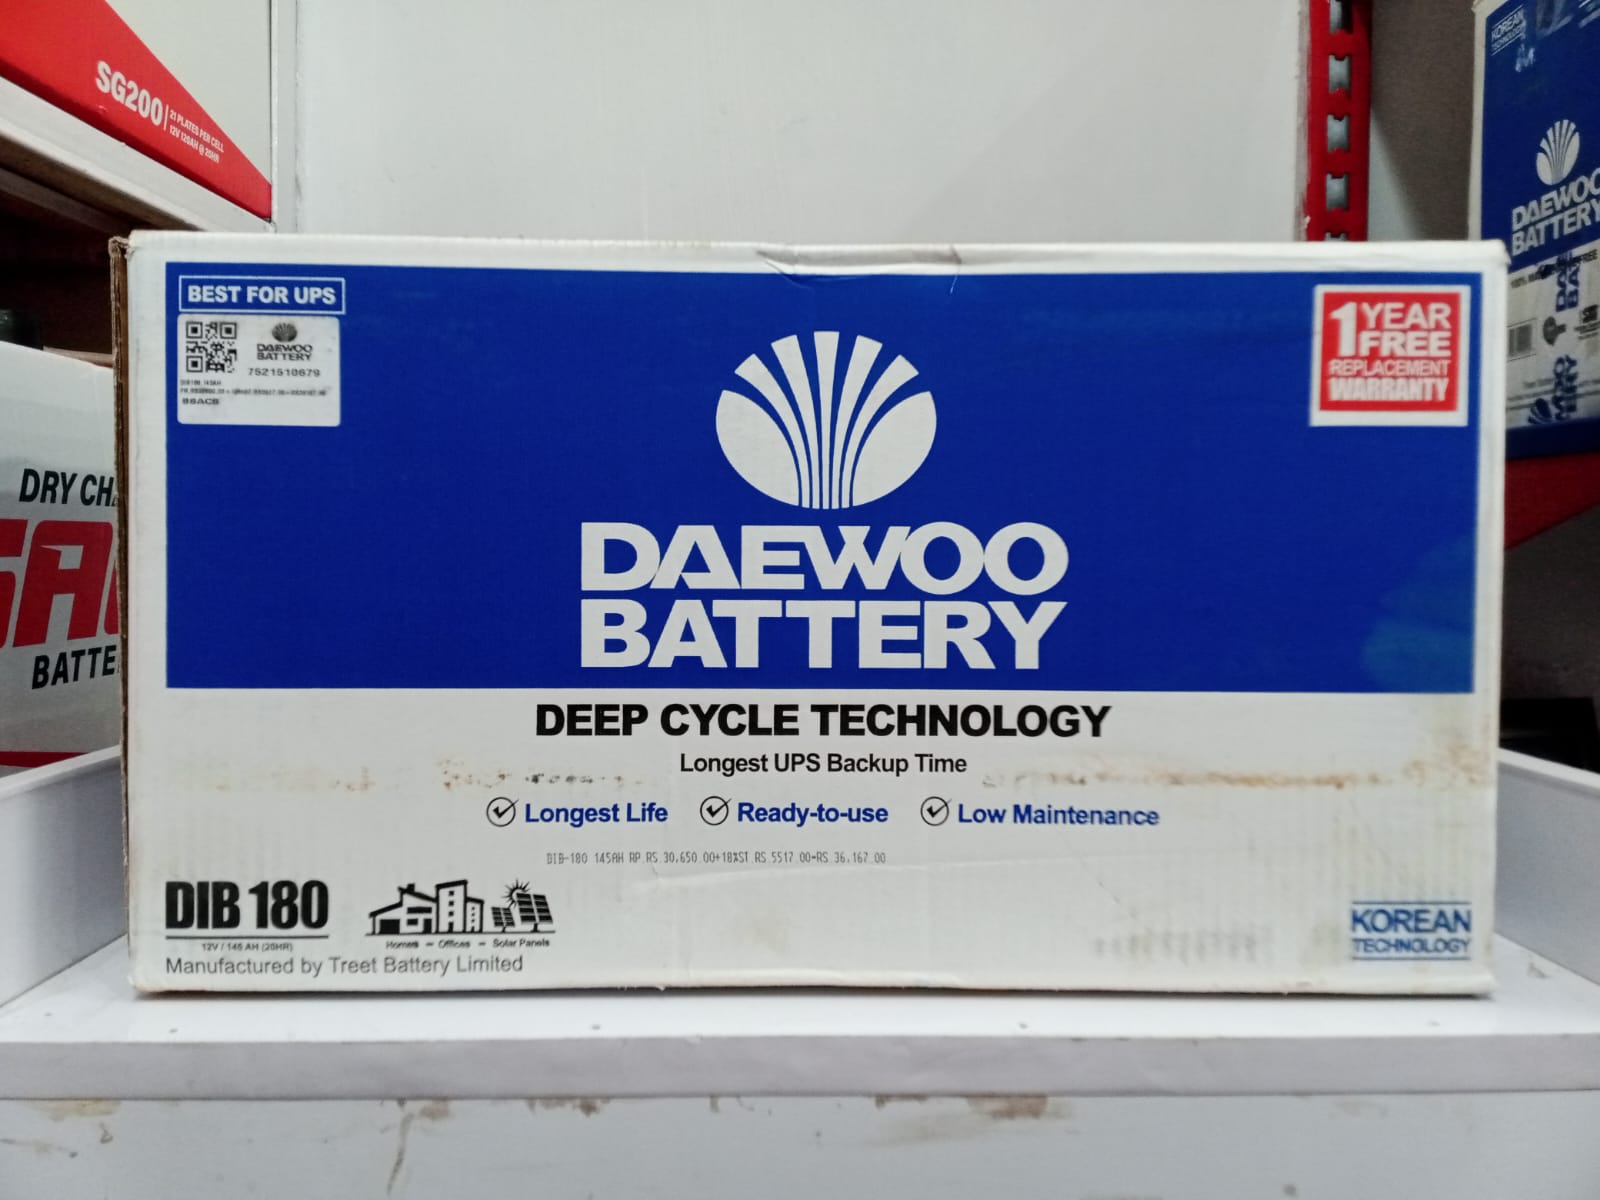 SG200
21 PLATES PER CELL
12V 120AH @ 20HR
DRY CH
BATTE
BEST FOR UPS
DAEWOO
BATTERY
7521510679
DIB180 145AH
1 YEAR
FREE
REPLACEMENT
WARRANTY
DAEWOO
BATTERY
DEEP CYCLE TECHNOLOGY
Longest UPS Backup Time
Longest Life Ready-to-use Low Maintenance
DIB-180 145AH RP.RS.30,650.00+18%ST.RS.5517.00=RS.36,167.00
DIB 180
12V / 145 AH (20HR)
Homes – Offices – Solar Panels
Manufactured by Treet Battery Limited
KOREAN
TECHNOLOGY
KOREAN
TECHNOLOGY
DAEWOO
BATTERY